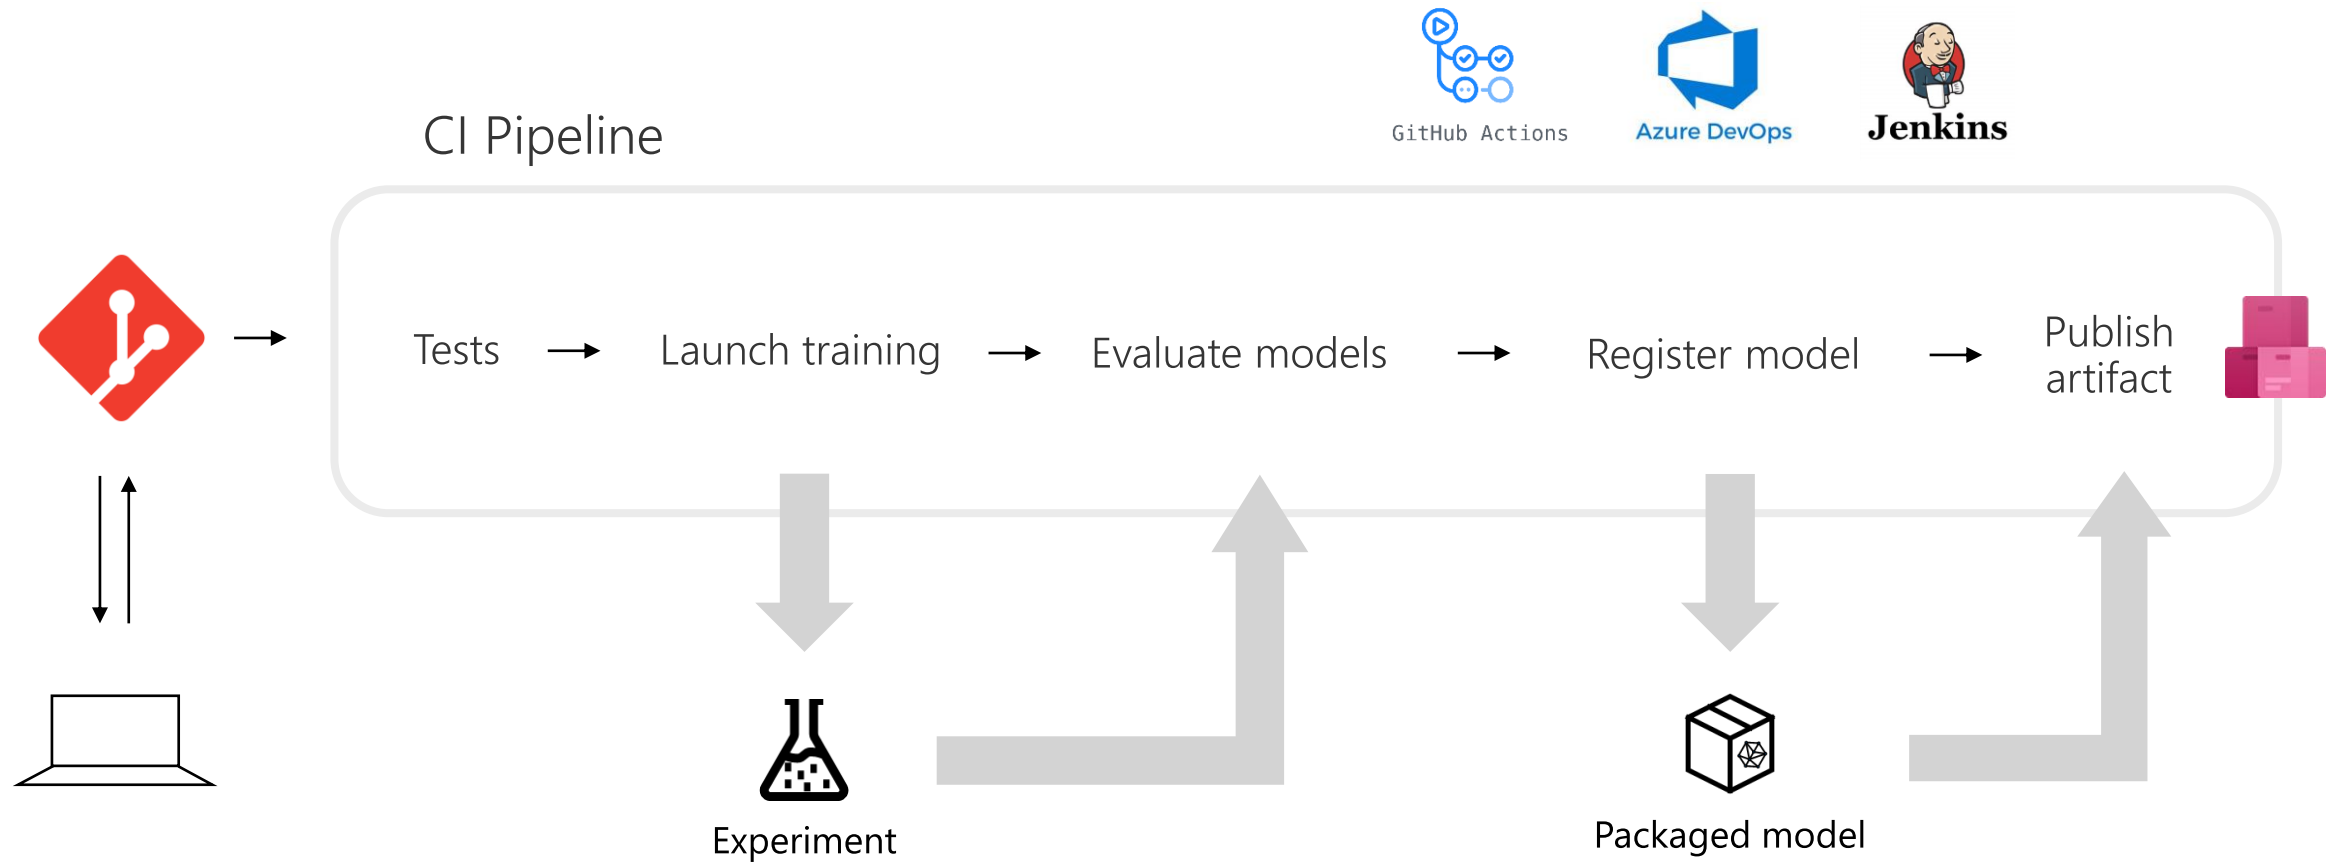 GitHub Actions
Azure DevOps
Jenkins
CI Pipeline
Tests
Launch training
Evaluate models
Register model
Publish
artifact
Experiment
Packaged model